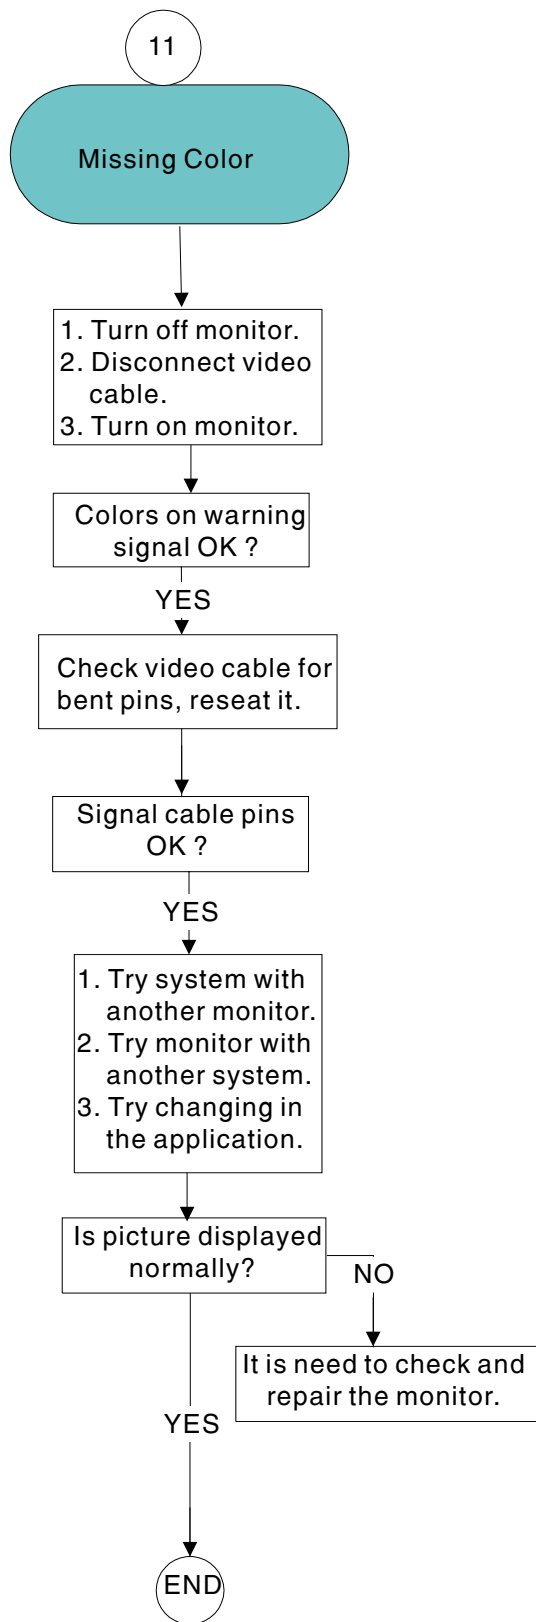 11
Missing Color
1. Turn off monitor.
2. Disconnect video
cable.
3. Turn on monitor.
Colors on warning
signal OK ?
YES
Check video cable for
bent pins, reseat it.
Signal cable pins
OK ?
YES
1. Try system with
another monitor.
2. Try monitor with
another system.
3. Try changing in
the application.
Is picture displayed
normally?
NO
It is need to check and
repair the monitor.
YES
END